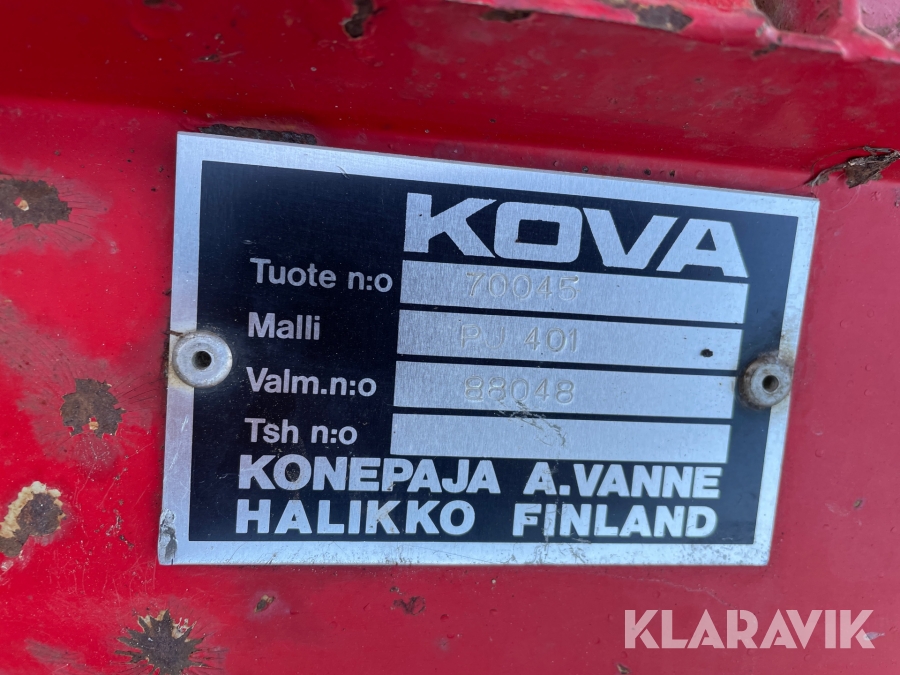 KOVA
Tuote n:o 70045
Malli PJ 401
Valm.n:o 88048
Tsh n:o
KONEPAJA A.VANNE
HALIKKO FINLAND
KLARAVIK